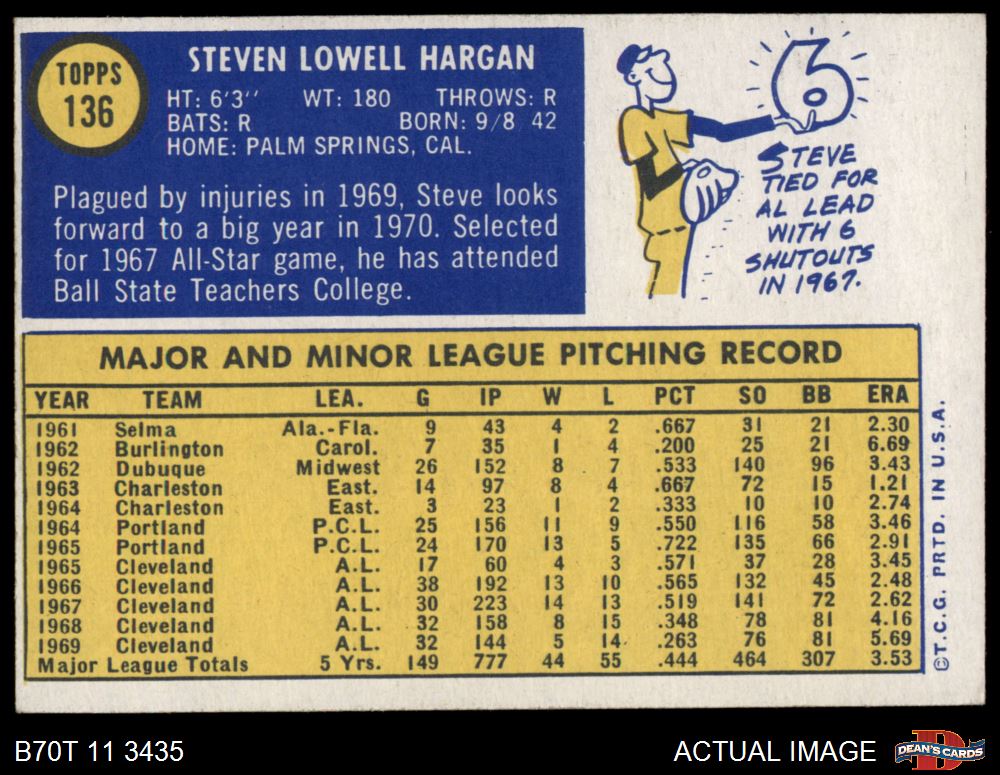 TOPPS
136
STEVEN LOWELL HARGAN
HT: 6'3" WT: 180 THROWS: R
BATS: R BORN: 9/8 42
HOME: PALM SPRINGS, CAL.
Plagued by injuries in 1969, Steve looks
forward to a big year in 1970. Selected
for 1967 All-Star game, he has attended
Ball State Teachers College.
6
STEVE
TIED FOR
AL LEAD
WITH 6
SHUTOUTS
IN 1967.
MAJOR AND MINOR LEAGUE PITCHING RECORD
YEAR TEAM LEA. G IP W L PCT SO BB ERA
1961 Selma Ala.-Fla. 9 43 4 2 .667 31 21 2.30
1962 Burlington Carol. 7 35 1 4 .200 25 21 6.69
1962 Dubuque Midwest 26 152 8 7 .533 140 96 3.43
1963 Charleston East. 14 97 8 4 .667 72 15 1.21
1964 Charleston East. 3 23 1 2 .333 10 10 2.74
1964 Portland P.C.L. 25 156 11 9 .550 116 58 3.46
1965 Portland P.C.L. 24 170 13 5 .722 135 66 2.91
1965 Cleveland A.L. 17 60 4 3 .571 37 28 3.45
1966 Cleveland A.L. 38 192 13 10 .565 132 45 2.48
1967 Cleveland A.L. 30 223 14 13 .519 141 72 2.62
1968 Cleveland A.L. 32 158 8 15 .348 78 81 4.16
1969 Cleveland A.L. 32 144 5 14 .263 76 81 5.69
Major League Totals 5 Yrs. 149 777 44 55 .444 464 307 3.53
©T.C.G. PRTD. IN U.S.A.
B70T 11 3435
ACTUAL IMAGE
D
DEAN'S CARDS